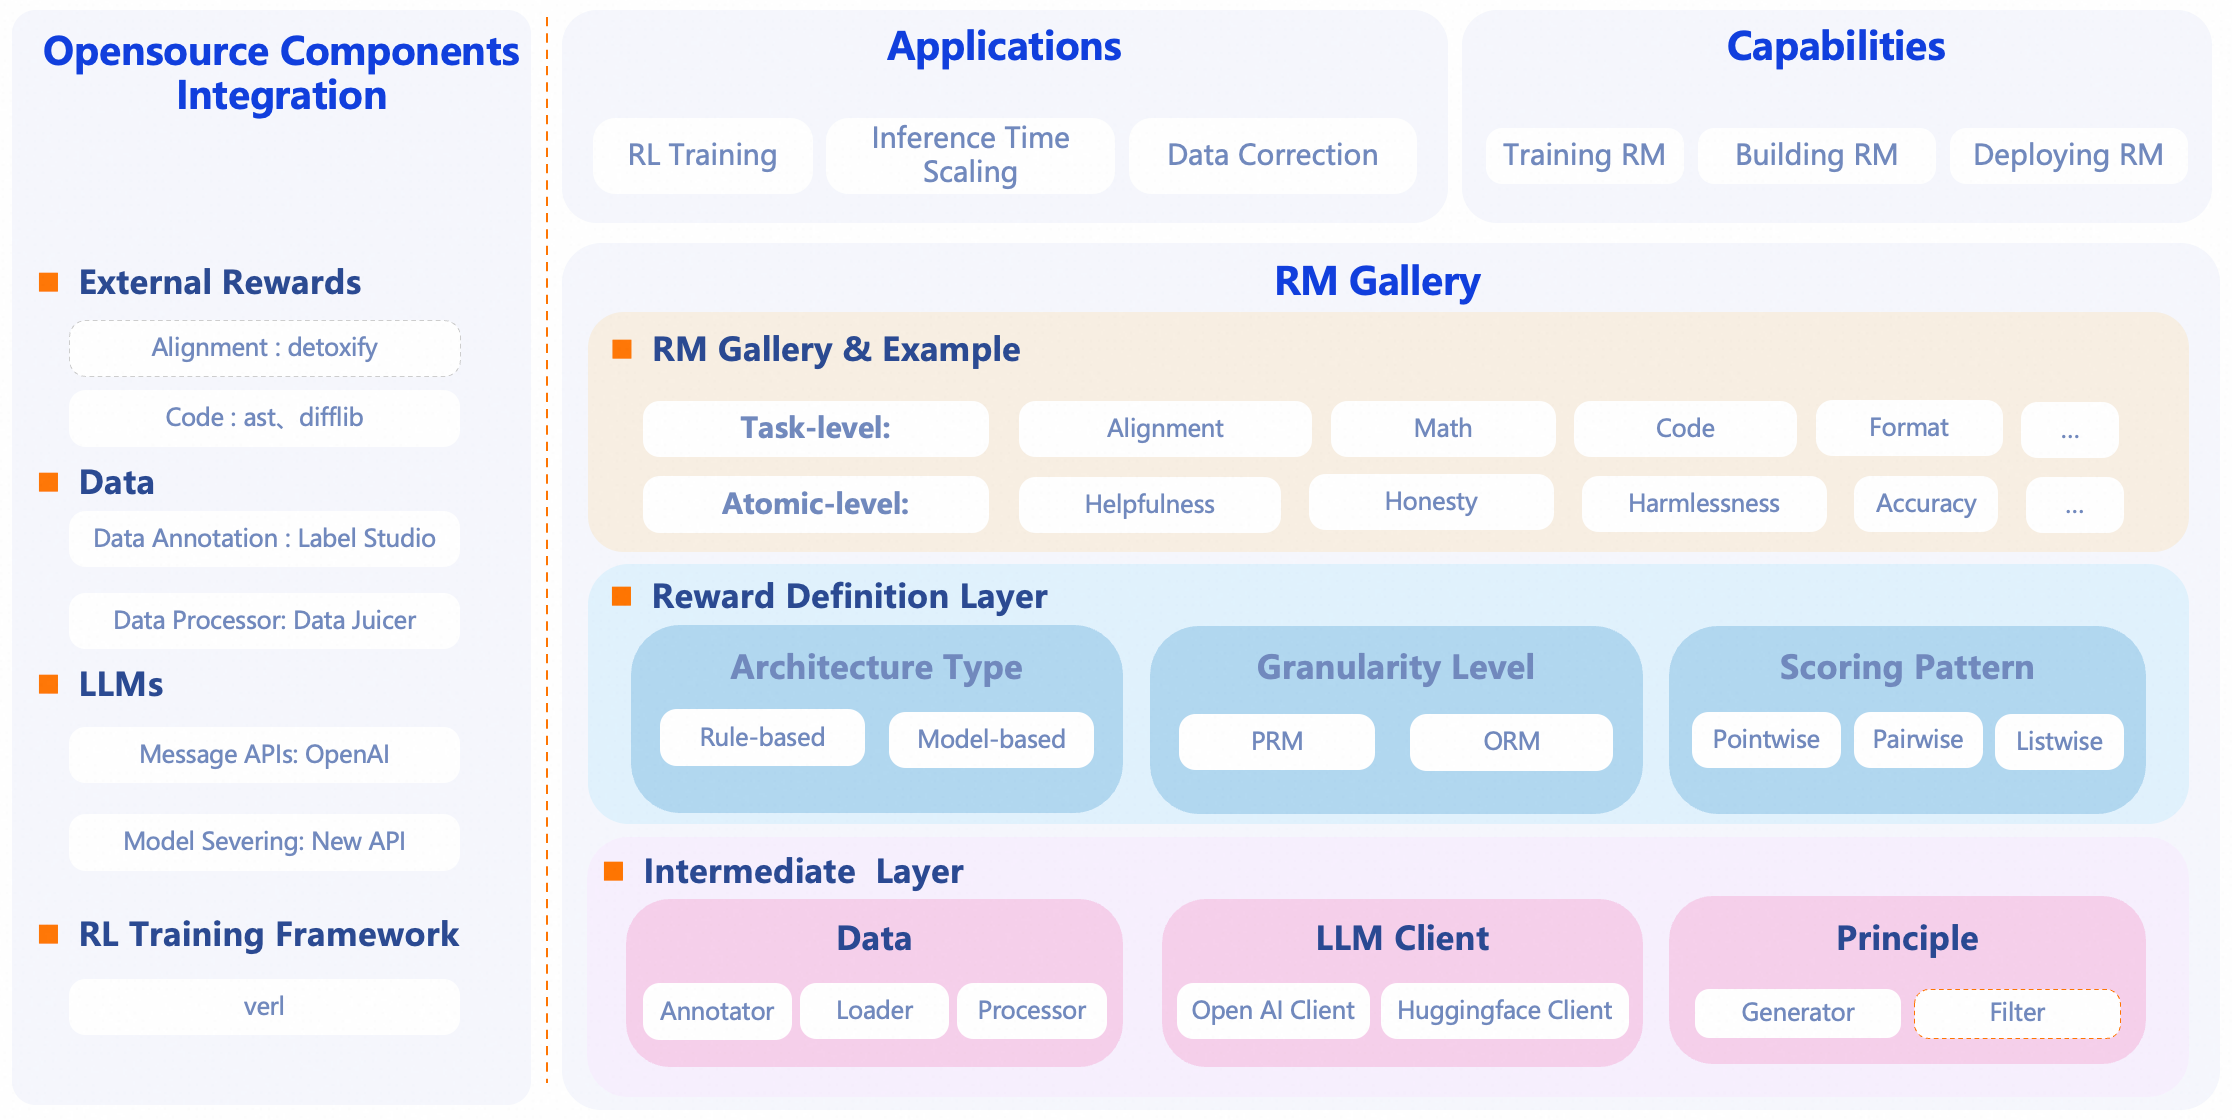 Opensource Components
Integration
External Rewards
Alignment : detoxify
Code : ast、difflib
Data
Data Annotation : Label Studio
Data Processor: Data Juicer
LLMs
Message APIs: OpenAI
Model Severing: New API
RL Training Framework
verl
Applications
RL Training
Inference Time
Scaling
Data Correction
Capabilities
Training RM
Building RM
Deploying RM
RM Gallery
RM Gallery & Example
Task-level:
Alignment
Math
Code
Format
...
Atomic-level:
Helpfulness
Honesty
Harmlessness
Accuracy
...
Reward Definition Layer
Architecture Type
Rule-based
Model-based
Granularity Level
PRM
ORM
Scoring Pattern
Pointwise
Pairwise
Listwise
Intermediate  Layer
Data
Annotator
Loader
Processor
LLM Client
Open AI Client
Huggingface Client
Principle
Generator
Filter